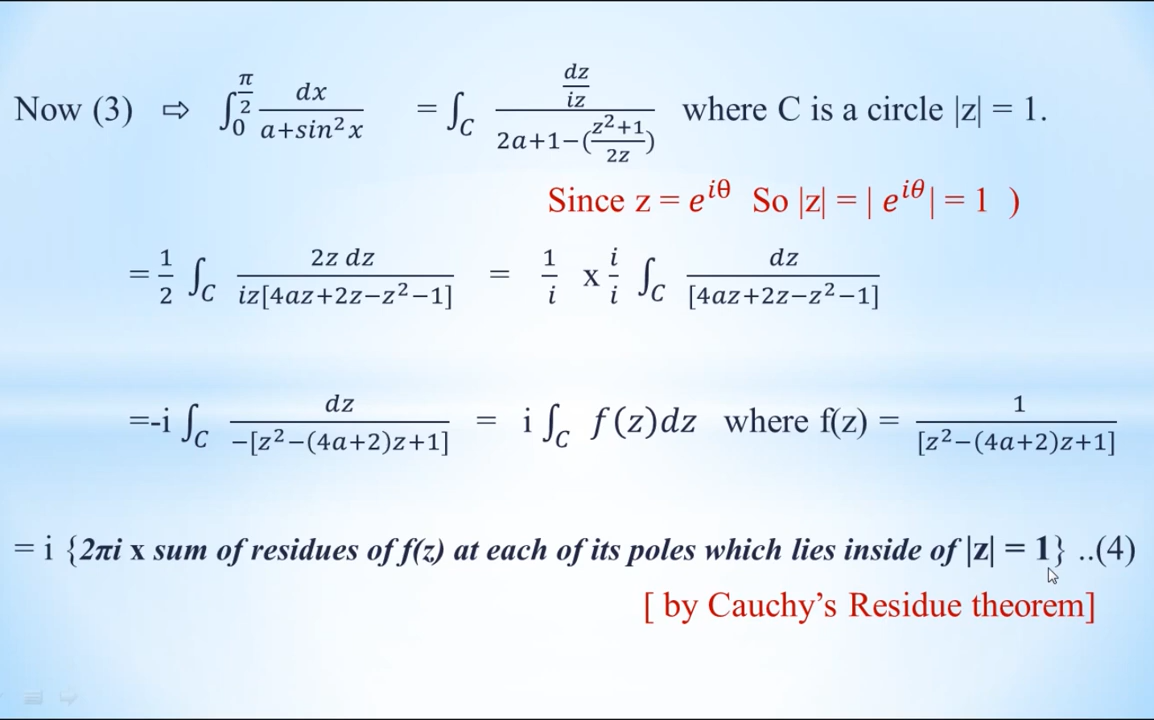 Now (3) ⇨ ∫₀^{π/2} dx/(a+sin²x) = ∫_C (dz/iz)/(2a+1−((z²+1)/2z)) where C is a circle |z| = 1.
Since z = e^{iθ} So |z| = | e^{iθ}| = 1 )
= 1/2 ∫_C 2z dz/(iz[4az+2z−z²−1]) = 1/i x i/i ∫_C dz/[4az+2z−z²−1]
=-i ∫_C dz/(−[z²−(4a+2)z+1]) = i ∫_C f(z)dz where f(z) = 1/[z²−(4a+2)z+1]
= i {2πi x sum of residues of f(z) at each of its poles which lies inside of |z| = 1} ..(4)
[ by Cauchy’s Residue theorem]